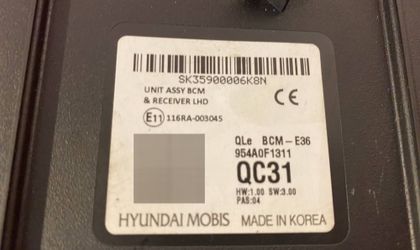 SK35900006K8N
UNIT ASSY BCM
& RECEIVER LHD
CE
E11 116RA-003045
QLe BCM-E36
954A0F1311
QC31
HW:1.00 SW:3.00
PAS:04
HYUNDAI MOBIS MADE IN KOREA